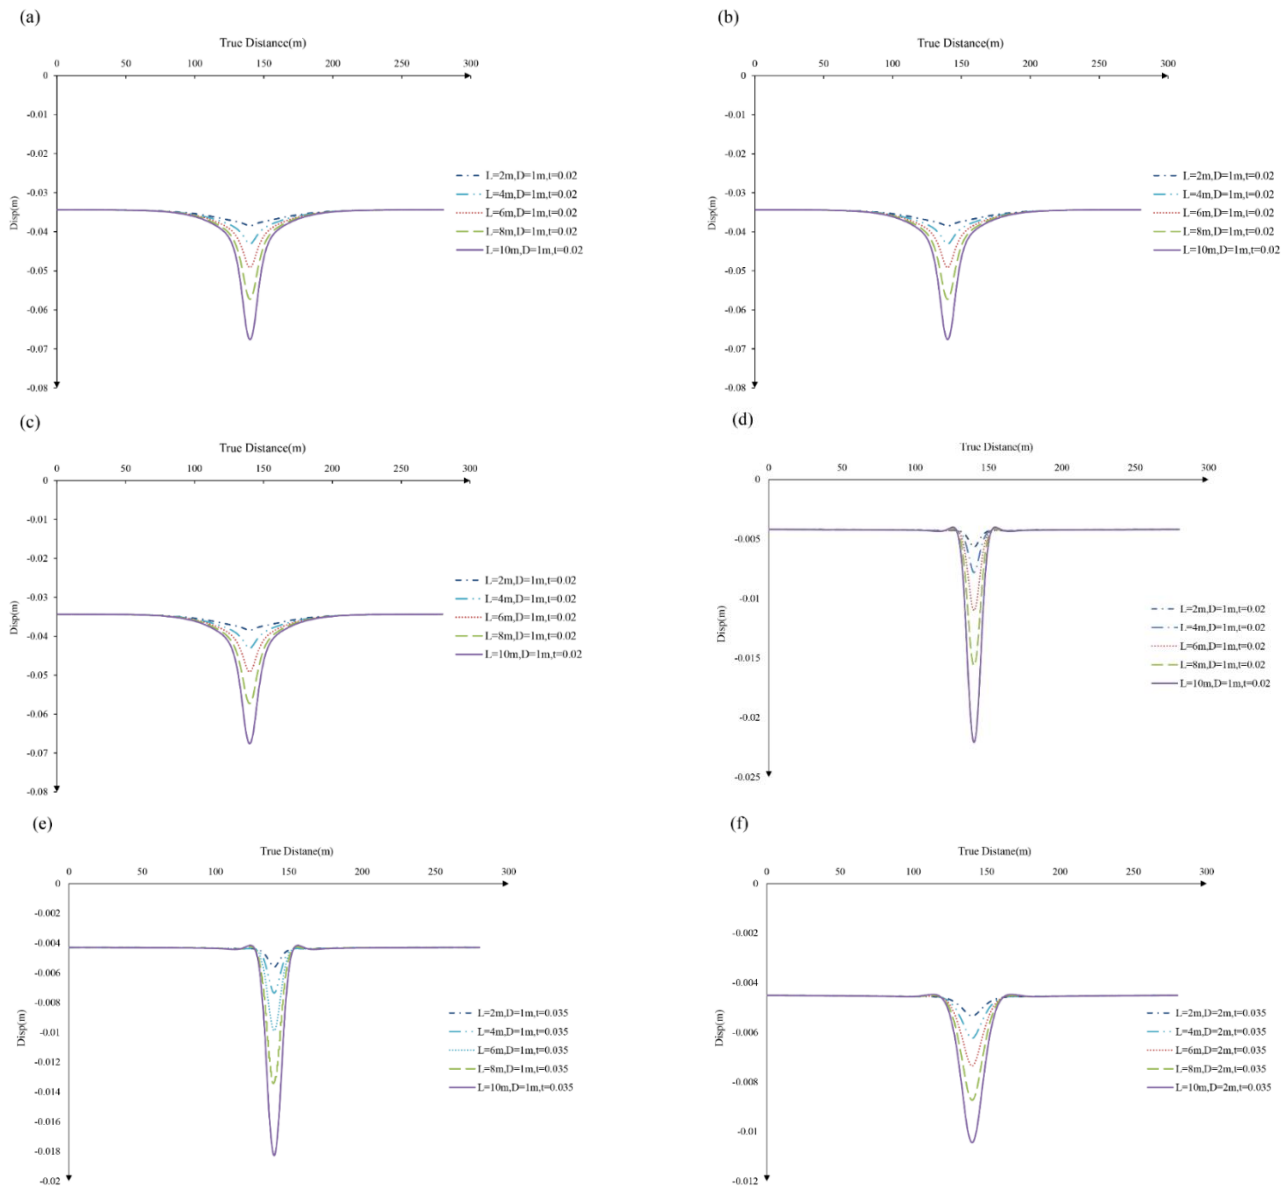 (a)
True Distance(m)
0 50 100 150 200 250 300
0
-0.01
-0.02
-0.03
-0.04
-0.05
-0.06
-0.07
-0.08
Disp(m)
L=2m,D=1m,t=0.02
L=4m,D=1m,t=0.02
L=6m,D=1m,t=0.02
L=8m,D=1m,t=0.02
L=10m,D=1m,t=0.02
(b)
True Distance(m)
0 50 100 150 200 250 300
0
-0.01
-0.02
-0.03
-0.04
-0.05
-0.06
-0.07
-0.08
Disp(m)
L=2m,D=1m,t=0.02
L=4m,D=1m,t=0.02
L=6m,D=1m,t=0.02
L=8m,D=1m,t=0.02
L=10m,D=1m,t=0.02
(c)
True Distance(m)
0 50 100 150 200 250 300
0
-0.01
-0.02
-0.03
-0.04
-0.05
-0.06
-0.07
-0.08
Disp(m)
L=2m,D=1m,t=0.02
L=4m,D=1m,t=0.02
L=6m,D=1m,t=0.02
L=8m,D=1m,t=0.02
L=10m,D=1m,t=0.02
(d)
True Distane(m)
0 50 100 150 200 250 300
0
-0.005
-0.01
-0.015
-0.02
-0.025
Disp(m)
L=2m,D=1m,t=0.02
L=4m,D=1m,t=0.02
L=6m,D=1m,t=0.02
L=8m,D=1m,t=0.02
L=10m,D=1m,t=0.02
(e)
True Distane(m)
0 50 100 150 200 250 300
0
-0.002
-0.004
-0.006
-0.008
-0.01
-0.012
-0.014
-0.016
-0.018
-0.02
Disp(m)
L=2m,D=1m,t=0.035
L=4m,D=1m,t=0.035
L=6m,D=1m,t=0.035
L=8m,D=1m,t=0.035
L=10m,D=1m,t=0.035
(f)
True Distane(m)
0 50 100 150 200 250 300
0
-0.002
-0.004
-0.006
-0.008
-0.01
-0.012
Disp(m)
L=2m,D=2m,t=0.035
L=4m,D=2m,t=0.035
L=6m,D=2m,t=0.035
L=8m,D=2m,t=0.035
L=10m,D=2m,t=0.035